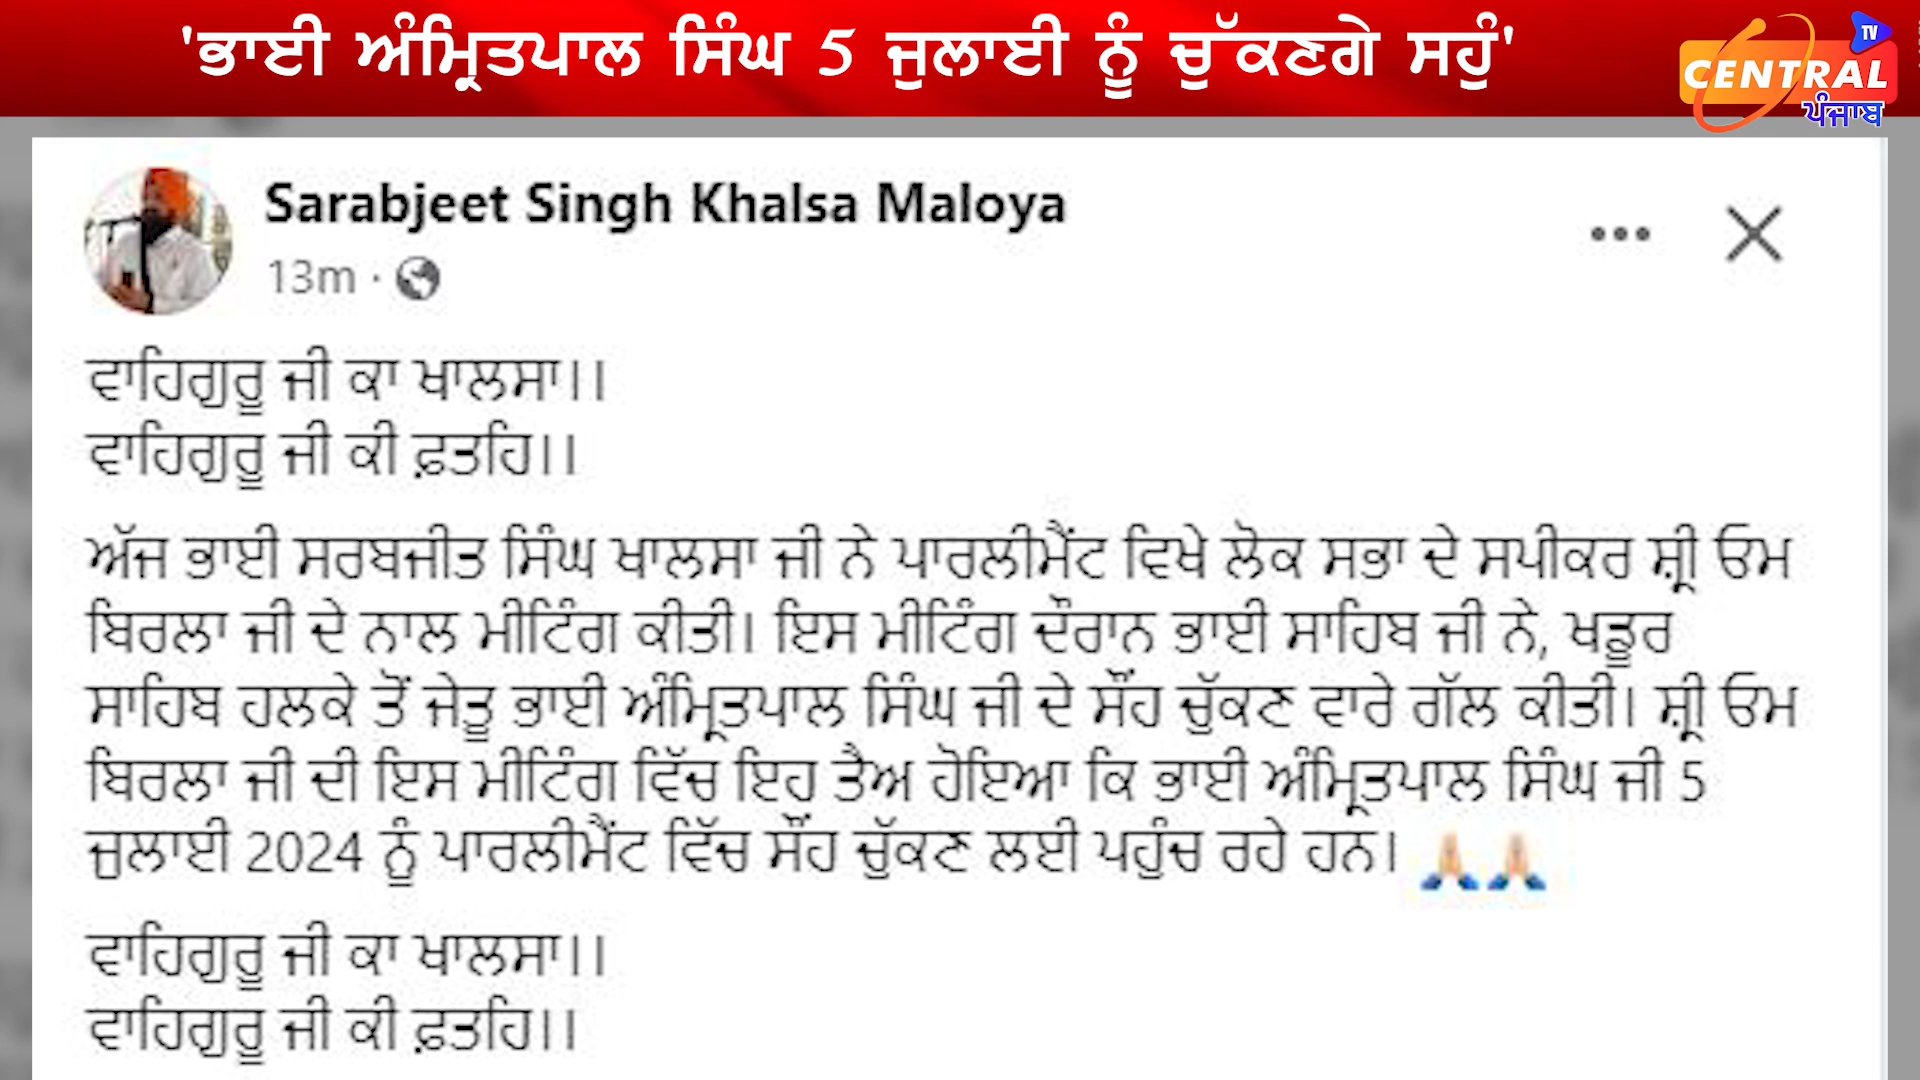 'ਭਾਈ ਅੰਮ੍ਰਿਤਪਾਲ ਸਿੰਘ 5 ਜੁਲਾਈ ਨੂੰ ਚੁੱਕਣਗੇ ਸਹੁੰ'
TV
CENTRAL
ਪੰਜਾਬ
Sarabjeet Singh Khalsa Maloya
13m ·
ਵਾਹਿਗੁਰੂ ਜੀ ਕਾ ਖਾਲਸਾ।।
ਵਾਹਿਗੁਰੂ ਜੀ ਕੀ ਫ਼ਤਹਿ।।
ਅੱਜ ਭਾਈ ਸਰਬਜੀਤ ਸਿੰਘ ਖਾਲਸਾ ਜੀ ਨੇ ਪਾਰਲੀਮੈਂਟ ਵਿਖੇ ਲੋਕ ਸਭਾ ਦੇ ਸਪੀਕਰ ਸ਼੍ਰੀ ਓਮ
ਬਿਰਲਾ ਜੀ ਦੇ ਨਾਲ ਮੀਟਿੰਗ ਕੀਤੀ। ਇਸ ਮੀਟਿੰਗ ਦੌਰਾਨ ਭਾਈ ਸਾਹਿਬ ਜੀ ਨੇ, ਖਡੂਰ
ਸਾਹਿਬ ਹਲਕੇ ਤੋਂ ਜੇਤੂ ਭਾਈ ਅੰਮ੍ਰਿਤਪਾਲ ਸਿੰਘ ਜੀ ਦੇ ਸੌਂਹ ਚੁੱਕਣ ਵਾਰੇ ਗੱਲ ਕੀਤੀ। ਸ਼੍ਰੀ ਓਮ
ਬਿਰਲਾ ਜੀ ਦੀ ਇਸ ਮੀਟਿੰਗ ਵਿੱਚ ਇਹ ਤੈਅ ਹੋਇਆ ਕਿ ਭਾਈ ਅੰਮ੍ਰਿਤਪਾਲ ਸਿੰਘ ਜੀ 5
ਜੁਲਾਈ 2024 ਨੂੰ ਪਾਰਲੀਮੈਂਟ ਵਿੱਚ ਸੌਂਹ ਚੁੱਕਣ ਲਈ ਪਹੁੰਚ ਰਹੇ ਹਨ। 🙏🏻🙏🏻
ਵਾਹਿਗੁਰੂ ਜੀ ਕਾ ਖਾਲਸਾ।।
ਵਾਹਿਗੁਰੂ ਜੀ ਕੀ ਫ਼ਤਹਿ।।